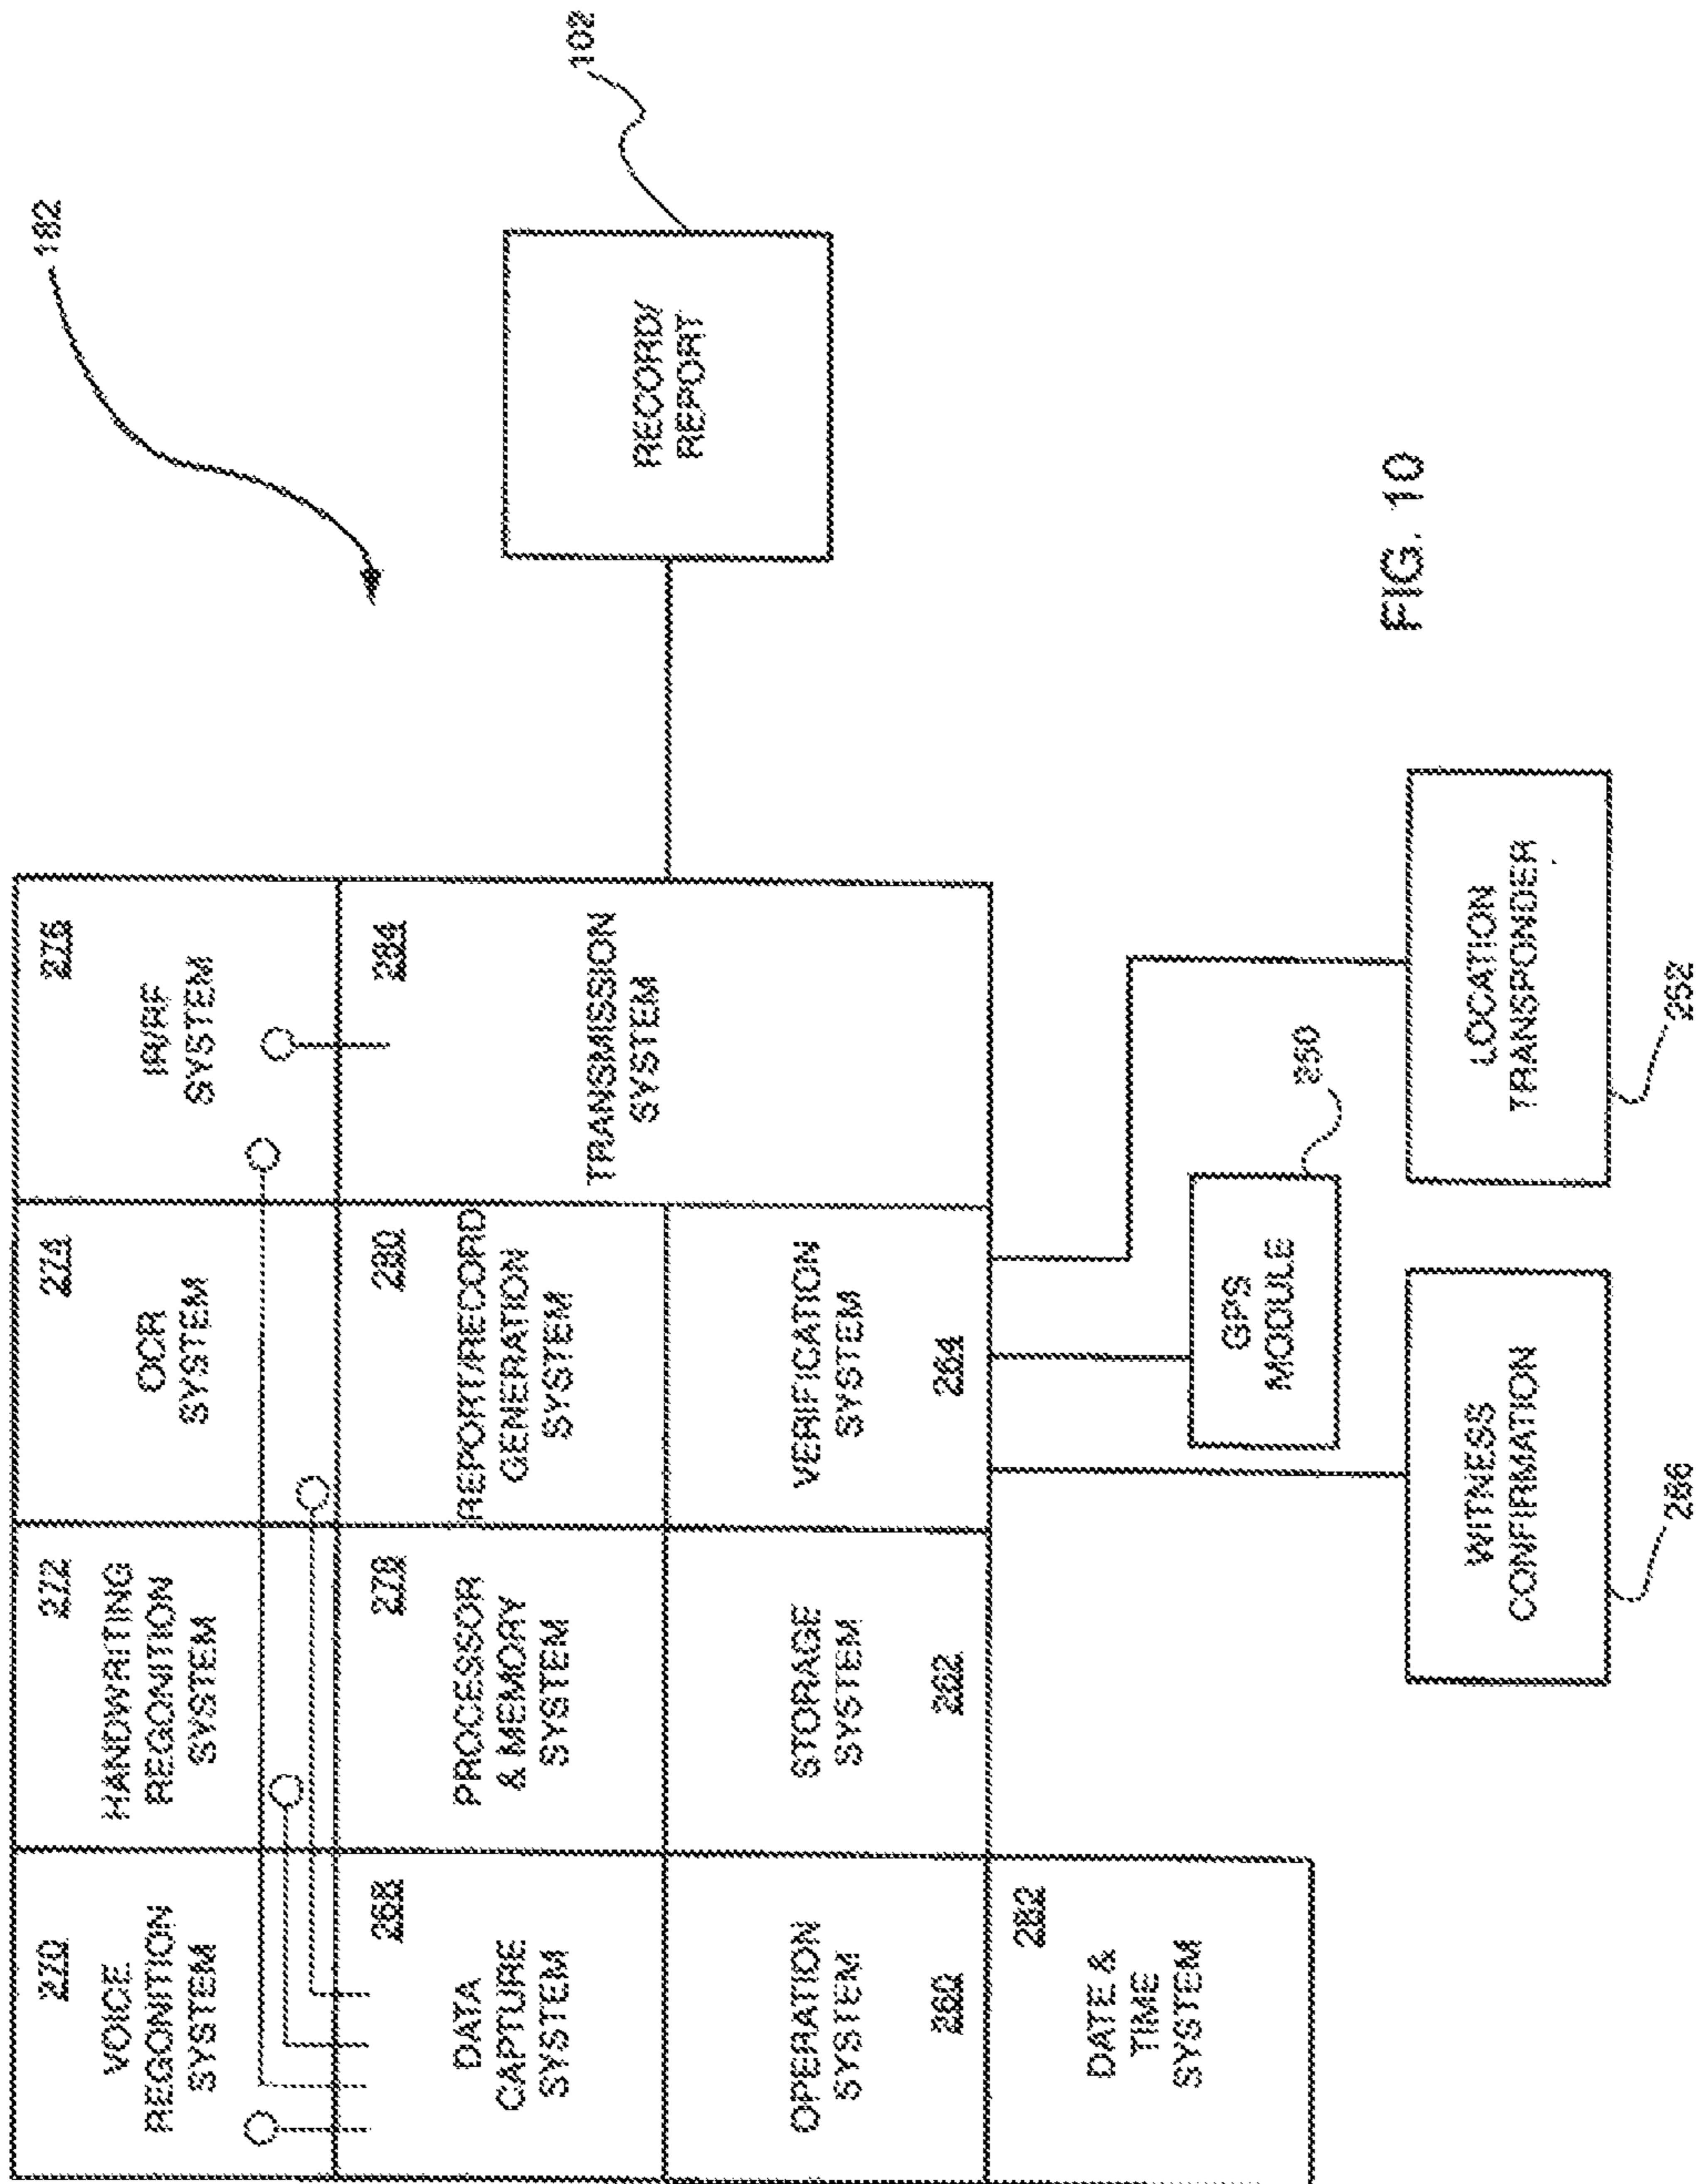 270
VOICE
REGONITION
SYSTEM
272
HANDWRITING
REGONITION
SYSTEM
274
OCR
SYSTEM
276
IR/RF
SYSTEM
182
268
DATA
CAPTURE
SYSTEM
278
PROCESSOR
& MEMORY
SYSTEM
280
REPORT/RECORD
GENERATION
SYSTEM
284
TRANSMISSION
SYSTEM
RECORD/
REPORT
102
OPERATION
SYSTEM
260
STORAGE
SYSTEM
262
VERIFICATION
SYSTEM
264
282
DATE &
TIME
SYSTEM
GPS
MODULE
250
WITNESS
CONFIRMATION
266
LOCATION
TRANSPONDER
252
FIG. 10